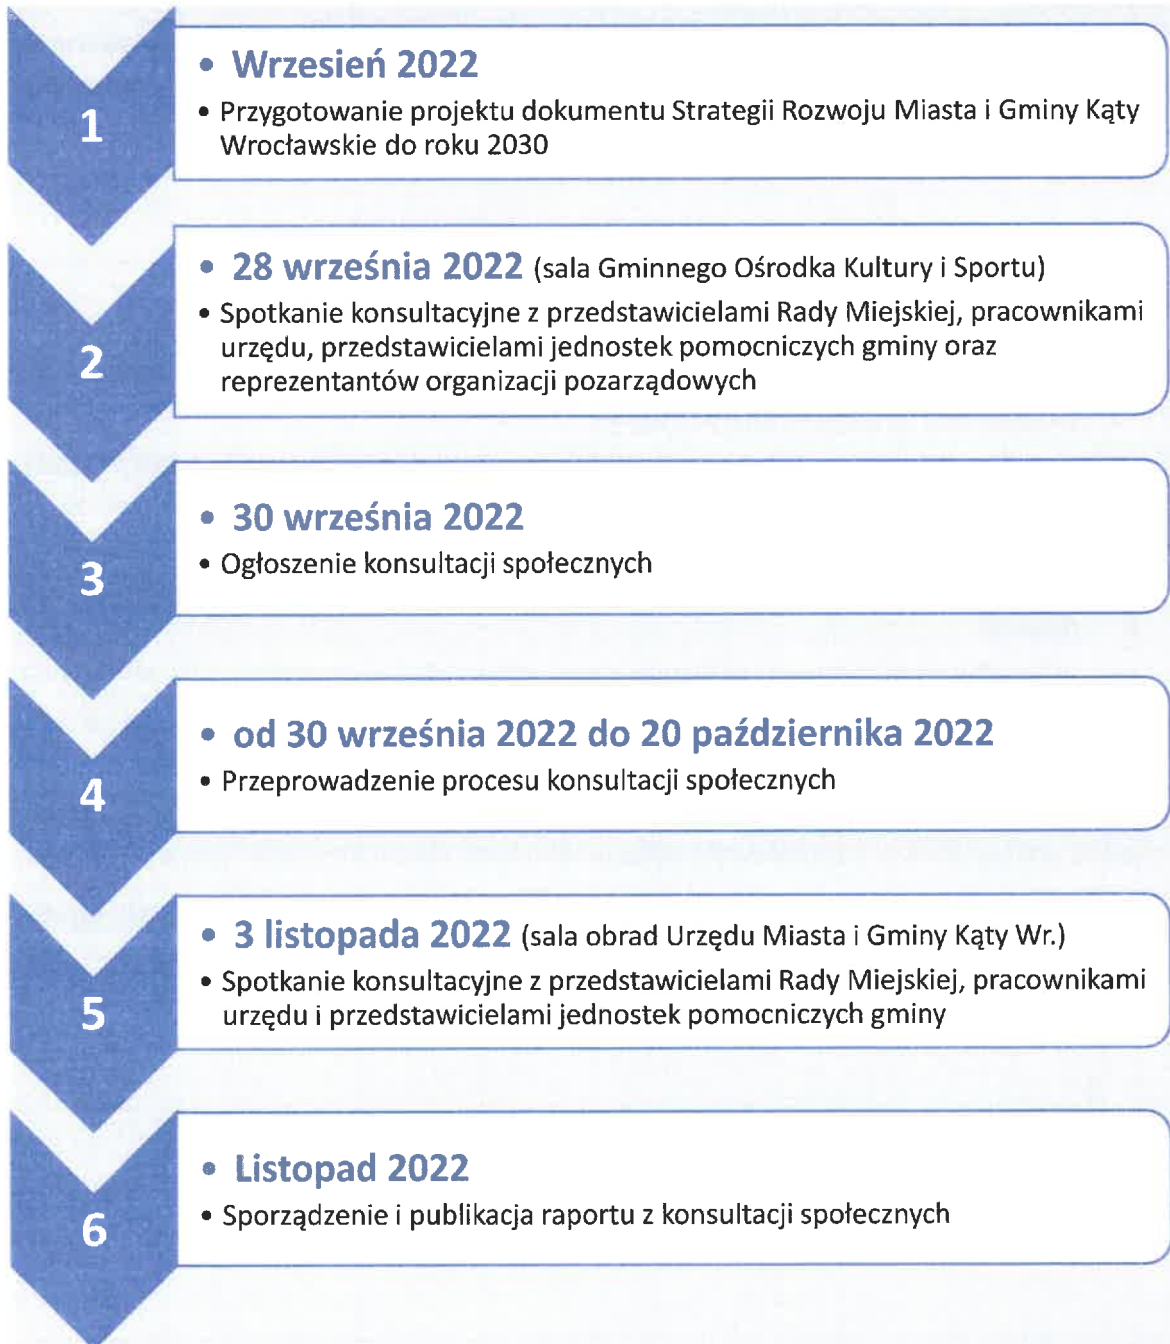 1
• Wrzesień 2022
• Przygotowanie projektu dokumentu Strategii Rozwoju Miasta i Gminy Kąty
Wrocławskie do roku 2030
2
• 28 września 2022 (sala Gminnego Ośrodka Kultury i Sportu)
• Spotkanie konsultacyjne z przedstawicielami Rady Miejskiej, pracownikami
urzędu, przedstawicielami jednostek pomocniczych gminy oraz
reprezentantów organizacji pozarządowych
3
• 30 września 2022
• Ogłoszenie konsultacji społecznych
4
• od 30 września 2022 do 20 października 2022
• Przeprowadzenie procesu konsultacji społecznych
5
• 3 listopada 2022 (sala obrad Urzędu Miasta i Gminy Kąty Wr.)
• Spotkanie konsultacyjne z przedstawicielami Rady Miejskiej, pracownikami
urzędu i przedstawicielami jednostek pomocniczych gminy
6
• Listopad 2022
• Sporządzenie i publikacja raportu z konsultacji społecznych